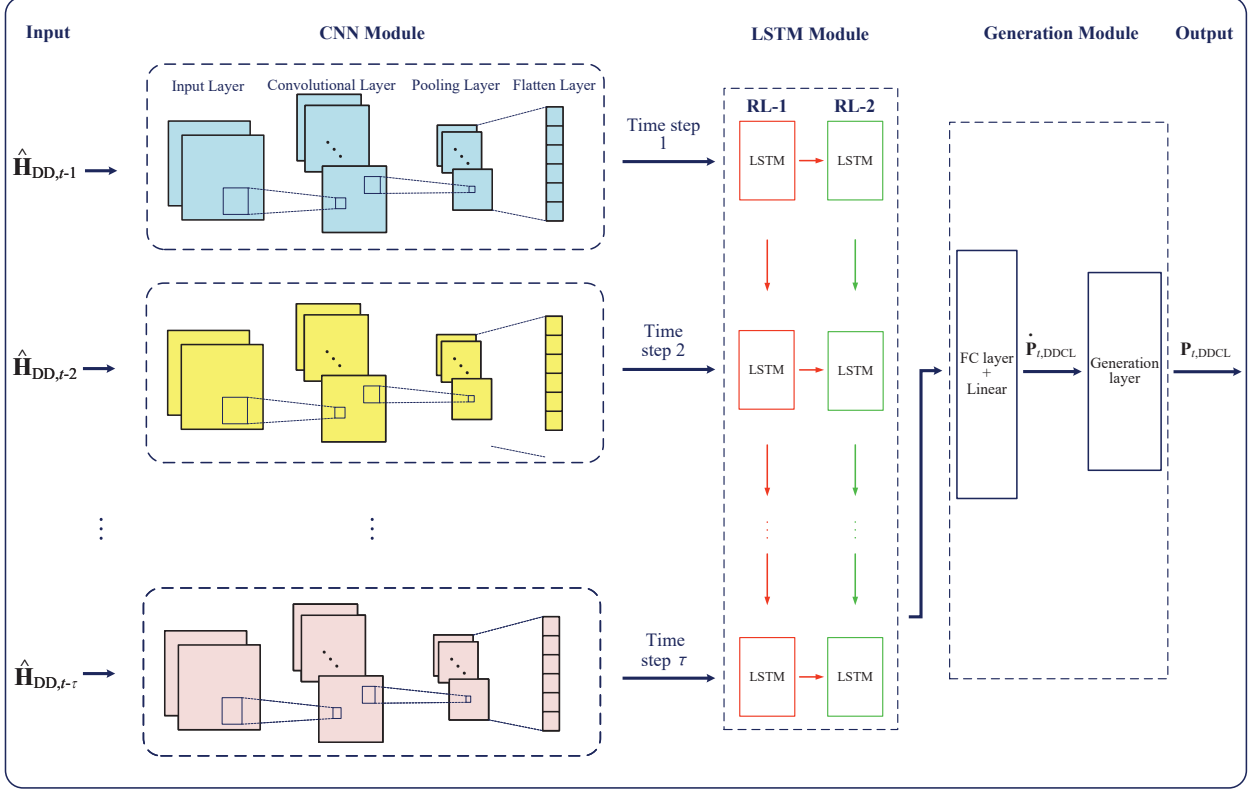 Input
CNN Module
LSTM Module
Generation Module
Output
Input Layer
Convolutional Layer
Pooling Layer
Flatten Layer
RL-1
RL-2
Ĥ_DD,t-1
Time step
1
LSTM
LSTM
Ĥ_DD,t-2
Time
step 2
LSTM
LSTM
FC layer
+
Linear
Ṗ_t,DDCL
Generation
layer
P_t,DDCL
Ĥ_DD,t-τ
Time
step τ
LSTM
LSTM